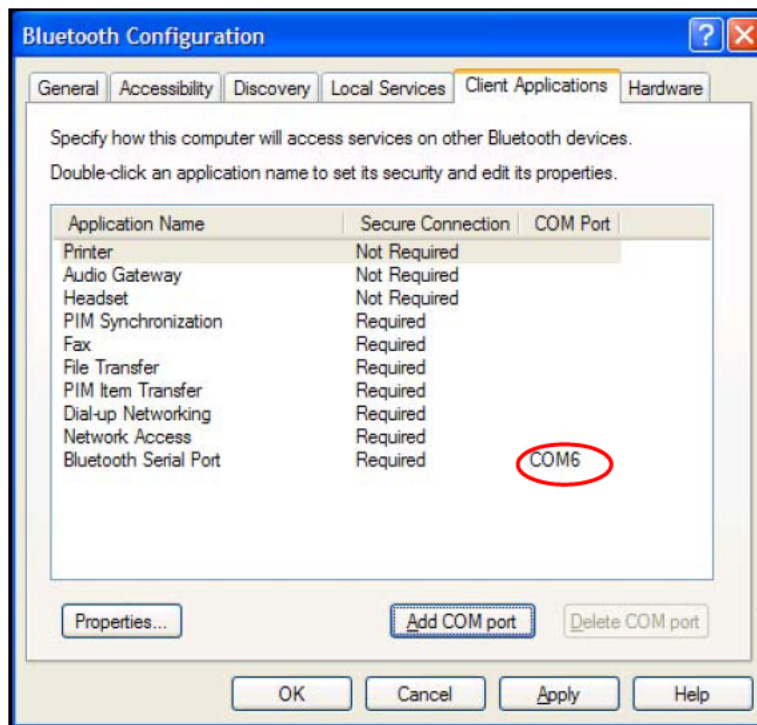 Bluetooth Configuration
?
General Accessibility Discovery Local Services Client Applications Hardware
Specify how this computer will access services on other Bluetooth devices.
Double-click an application name to set its security and edit its properties.
Application Name Secure Connection COM Port
Printer Not Required
Audio Gateway Not Required
Headset Not Required
PIM Synchronization Required
Fax Required
File Transfer Required
PIM Item Transfer Required
Dial-up Networking Required
Network Access Required
Bluetooth Serial Port Required COM6
Properties... Add COM port Delete COM port
OK Cancel Apply Help